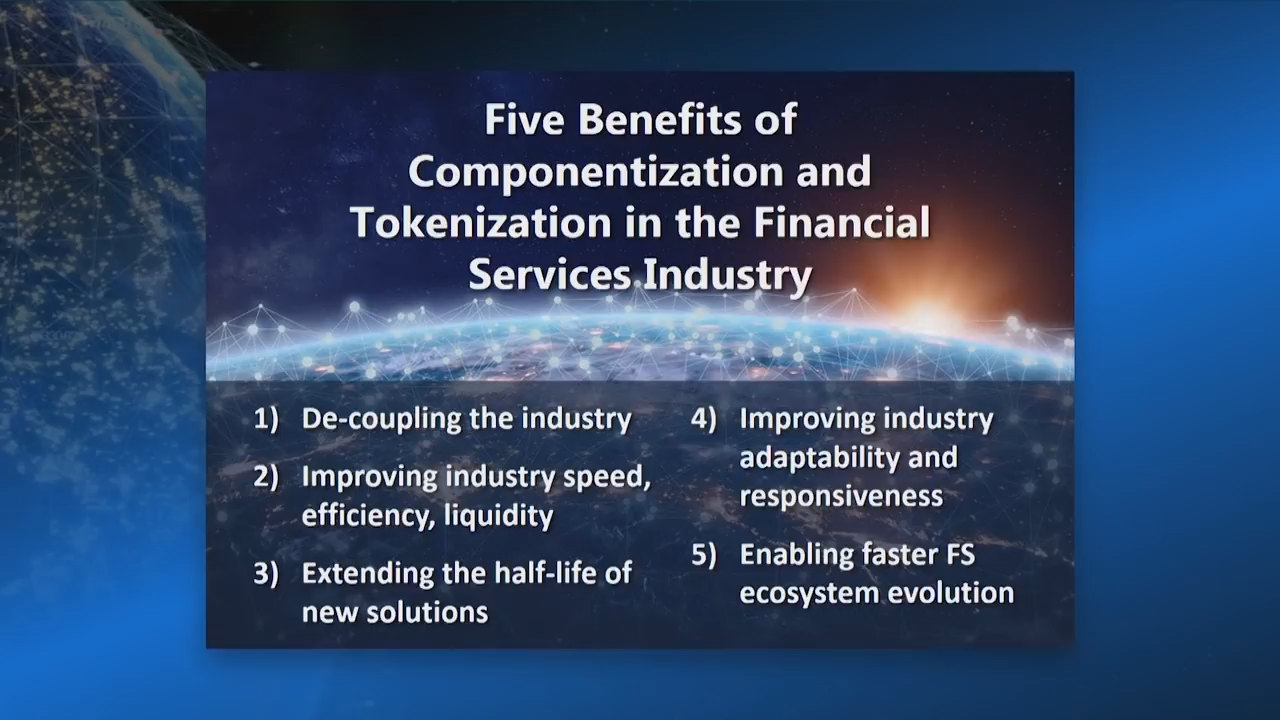 Five Benefits of
Componentization and
Tokenization in the Financial
Services Industry
1) De-coupling the industry
2) Improving industry speed,
efficiency, liquidity
3) Extending the half-life of
new solutions
4) Improving industry
adaptability and
responsiveness
5) Enabling faster FS
ecosystem evolution